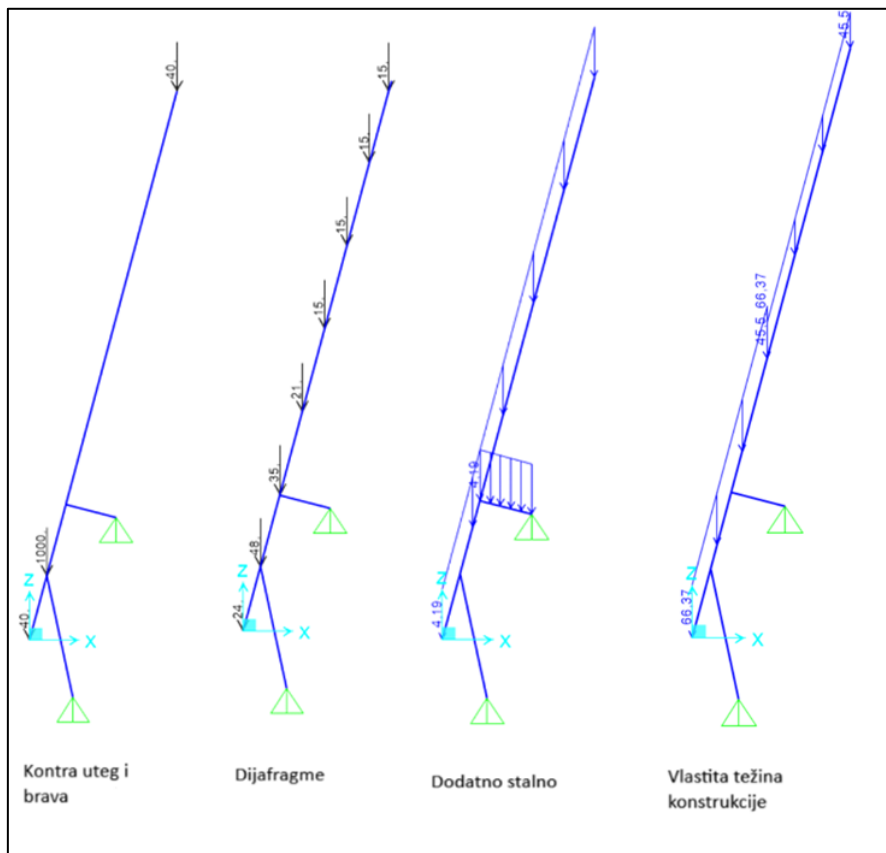 40.
1000.
Z
X
40.
Kontra uteg i
brava
15.
15.
15.
15.
21.
35.
48.
Z
X
24.
Dijafragme
4.19
Z
X
4.19
Dodatno stalno
45.5
45.5 66.37
Z
X
66.37
Vlastita težina
konstrukcije